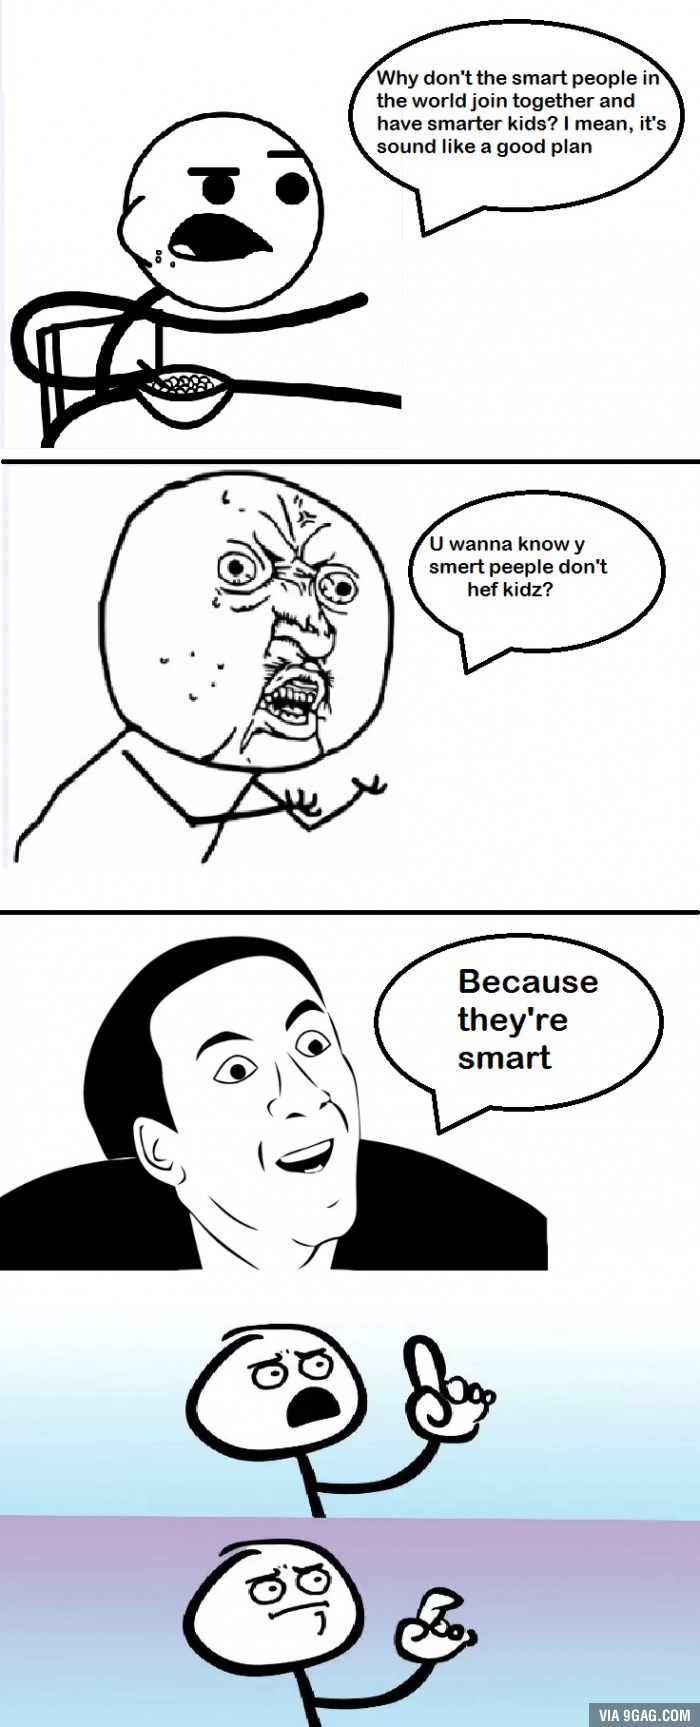 Why don't the smart people in
the world join together and
have smarter kids? I mean, it's
sound like a good plan
U wanna know y
smert peeple don't
hef kidz?
Because
they're
smart
VIA 9GAG.COM